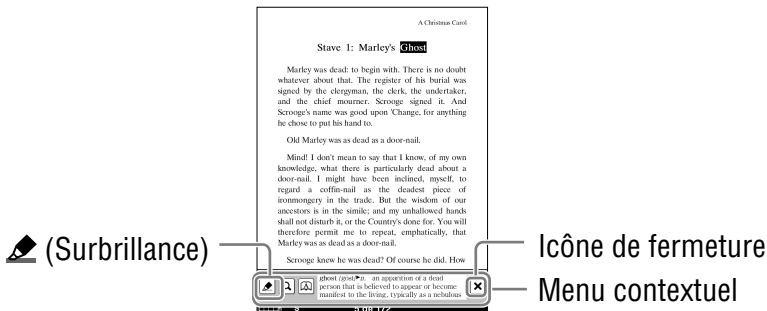 A Christmas Carol
Stave 1: Marley's Ghost
Marley was dead: to begin with. There is no doubt
whatever about that. The register of his burial was
signed by the clergyman, the clerk, the undertaker,
and the chief mourner. Scrooge signed it. And
Scrooge's name was good upon 'Change, for anything
he chose to put his hand to.
Old Marley was as dead as a door-nail.
Mind! I don't mean to say that I know, of my own
knowledge, what there is particularly dead about a
door-nail. I might have been inclined, myself, to
regard a coffin-nail as the deadest piece of
ironmongery in the trade. But the wisdom of our
ancestors is in the simile; and my unhallowed hands
shall not disturb it, or the Country's done for. You will
therefore permit me to repeat, emphatically, that
Marley was as dead as a door-nail.
Scrooge knew he was dead? Of course he did. How
(Surbrillance)
ghost /gōst/ n. an apparition of a dead
person that is believed to appear or become
manifest to the living, typically as a nebulous
Icône de fermeture
Menu contextuel